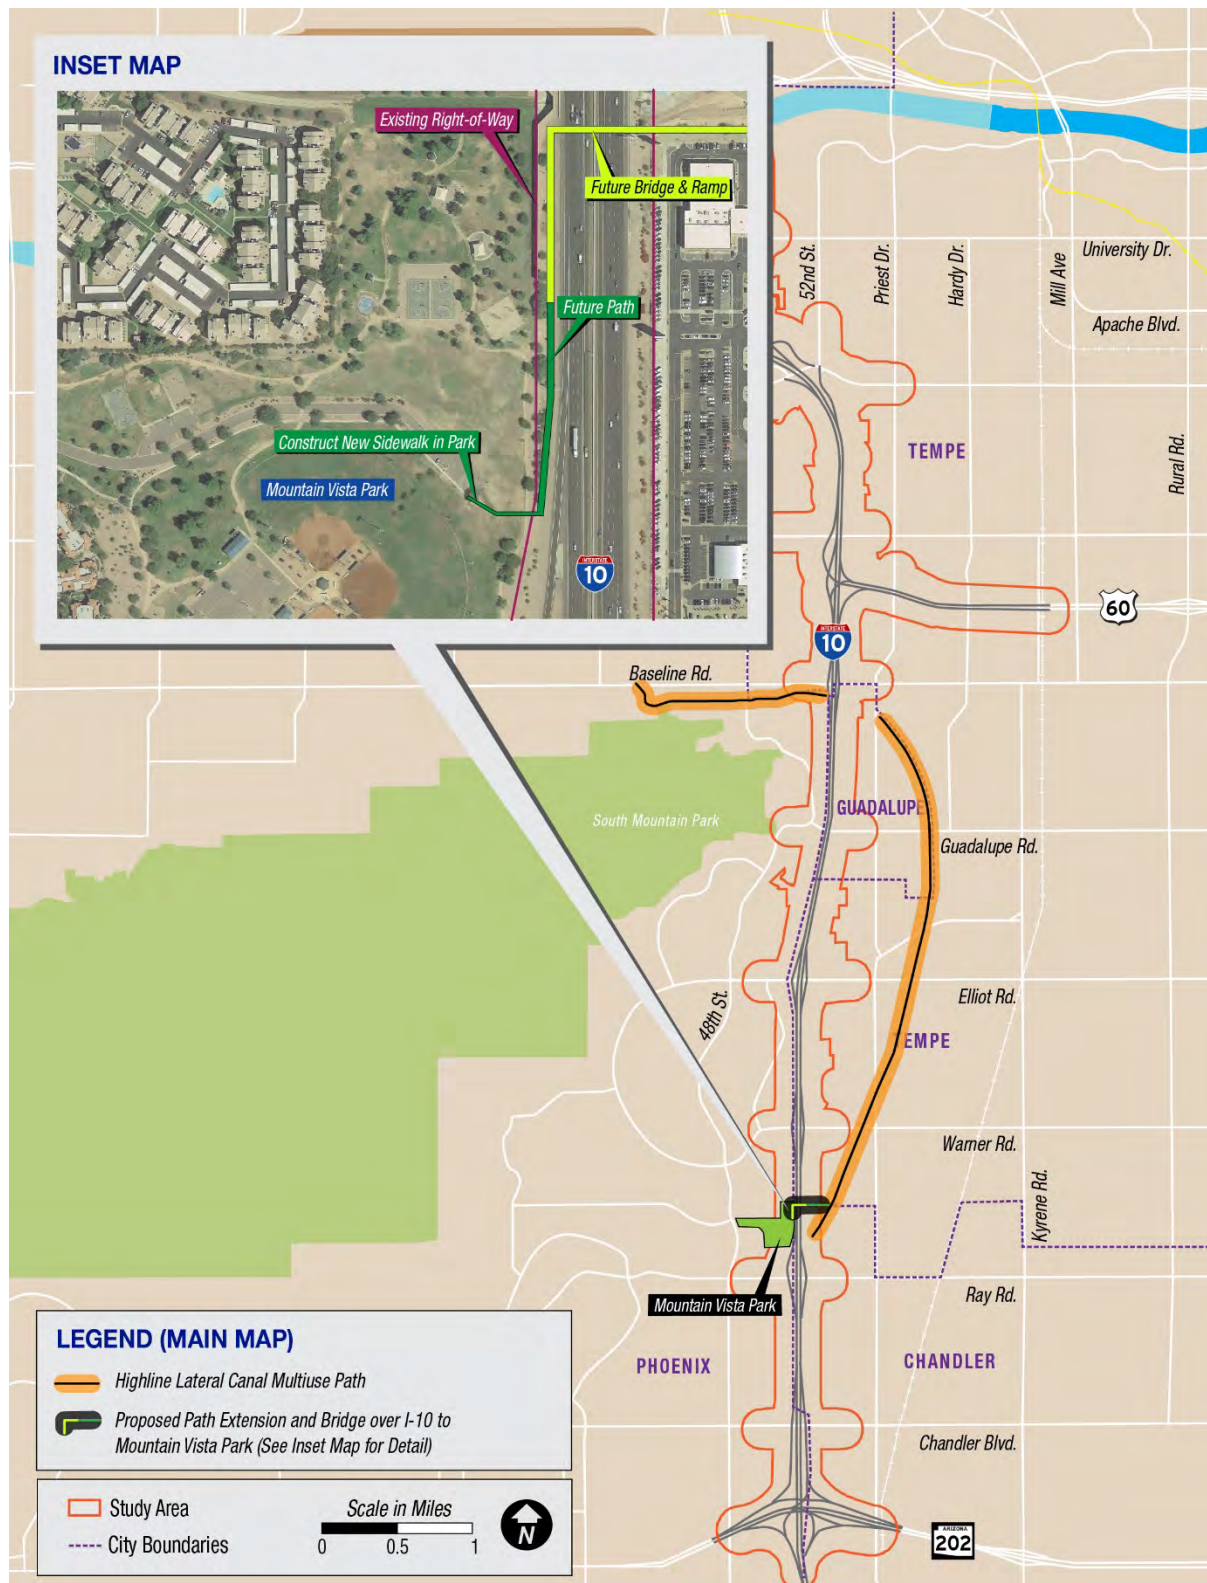 INSET MAP
Existing Right-of-Way
Future Bridge & Ramp
Future Path
Construct New Sidewalk in Park
Mountain Vista Park
INTERSTATE
10
52nd St.
Priest Dr.
Hardy Dr.
Mill Ave
University Dr.
Apache Blvd.
TEMPE
Rural Rd.
60
INTERSTATE
10
Baseline Rd.
South Mountain Park
GUADALUPE
Guadalupe Rd.
48th St.
Elliot Rd.
TEMPE
Warner Rd.
Kyrene Rd.
Mountain Vista Park
Ray Rd.
PHOENIX
CHANDLER
Chandler Blvd.
ARIZONA
202
LEGEND (MAIN MAP)
Highline Lateral Canal Multiuse Path
Proposed Path Extension and Bridge over I-10 to
Mountain Vista Park (See Inset Map for Detail)
Study Area
City Boundaries
Scale in Miles
0 0.5 1
N